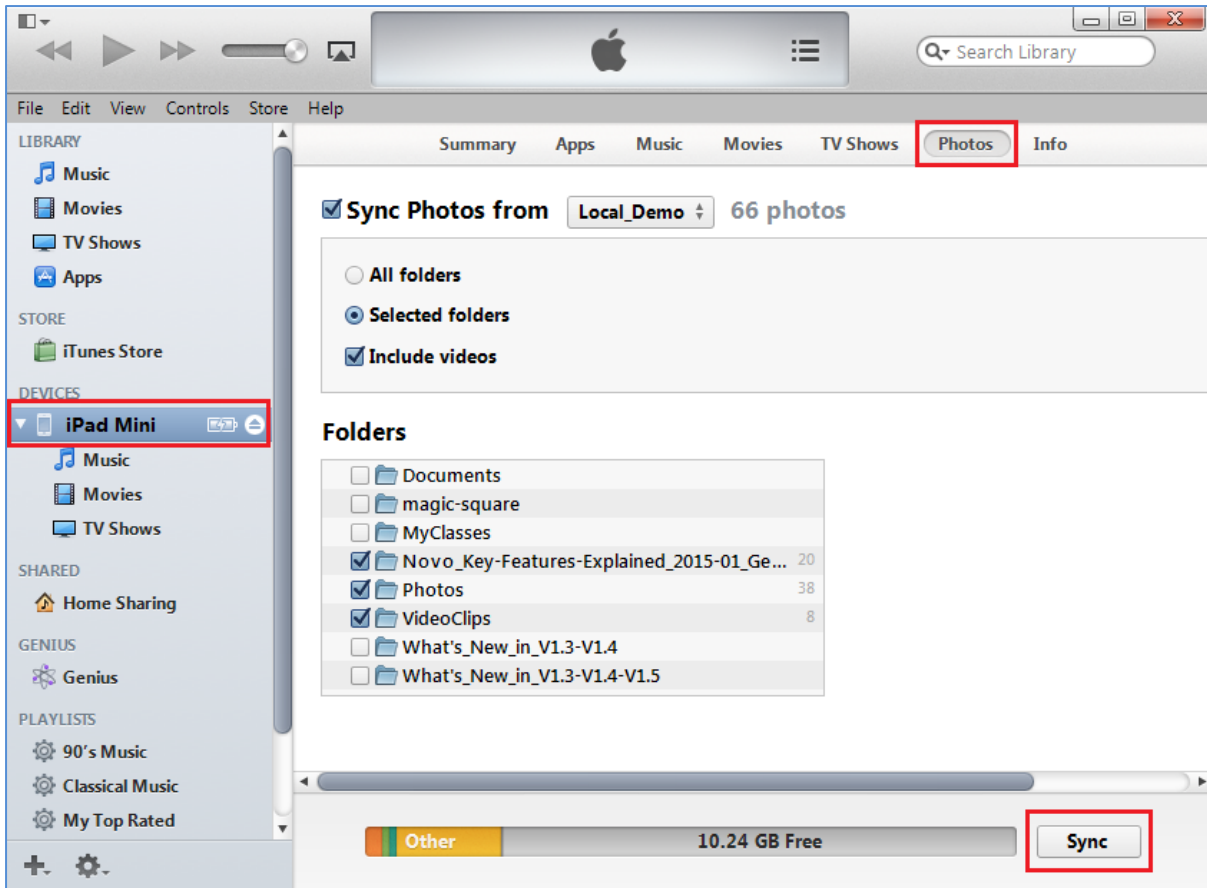 Search Library
File Edit View Controls Store Help
LIBRARY
Music
Movies
TV Shows
Apps
STORE
iTunes Store
DEVICES
iPad Mini
Music
Movies
TV Shows
SHARED
Home Sharing
GENIUS
Genius
PLAYLISTS
90's Music
Classical Music
My Top Rated
Summary Apps Music Movies TV Shows Photos Info
Sync Photos from Local_Demo 66 photos
All folders
Selected folders
Include videos
Folders
Documents
magic-square
MyClasses
Novo_Key-Features-Explained_2015-01_Ge... 20
Photos 38
VideoClips 8
What's_New_in_V1.3-V1.4
What's_New_in_V1.3-V1.4-V1.5
Other 10.24 GB Free Sync